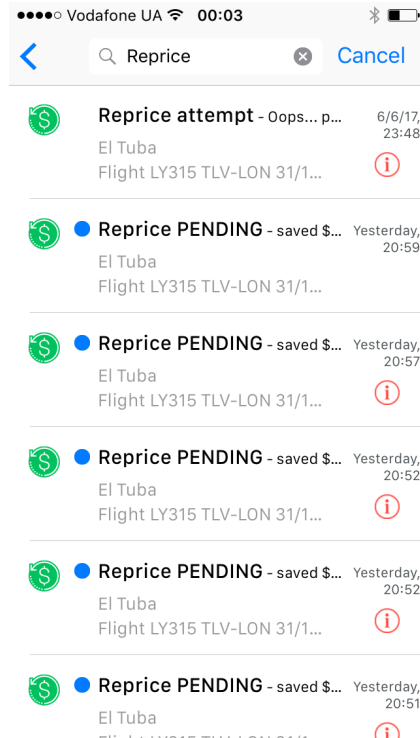 Vodafone UA 00:03
Reprice Cancel
Reprice attempt - Oops... p... 6/6/17, 23:48
El Tuba
Flight LY315 TLV-LON 31/1...
Reprice PENDING - saved $... Yesterday, 20:59
El Tuba
Flight LY315 TLV-LON 31/1...
Reprice PENDING - saved $... Yesterday, 20:57
El Tuba
Flight LY315 TLV-LON 31/1...
Reprice PENDING - saved $... Yesterday, 20:52
El Tuba
Flight LY315 TLV-LON 31/1...
Reprice PENDING - saved $... Yesterday, 20:52
El Tuba
Flight LY315 TLV-LON 31/1...
Reprice PENDING - saved $... Yesterday, 20:51
El Tuba